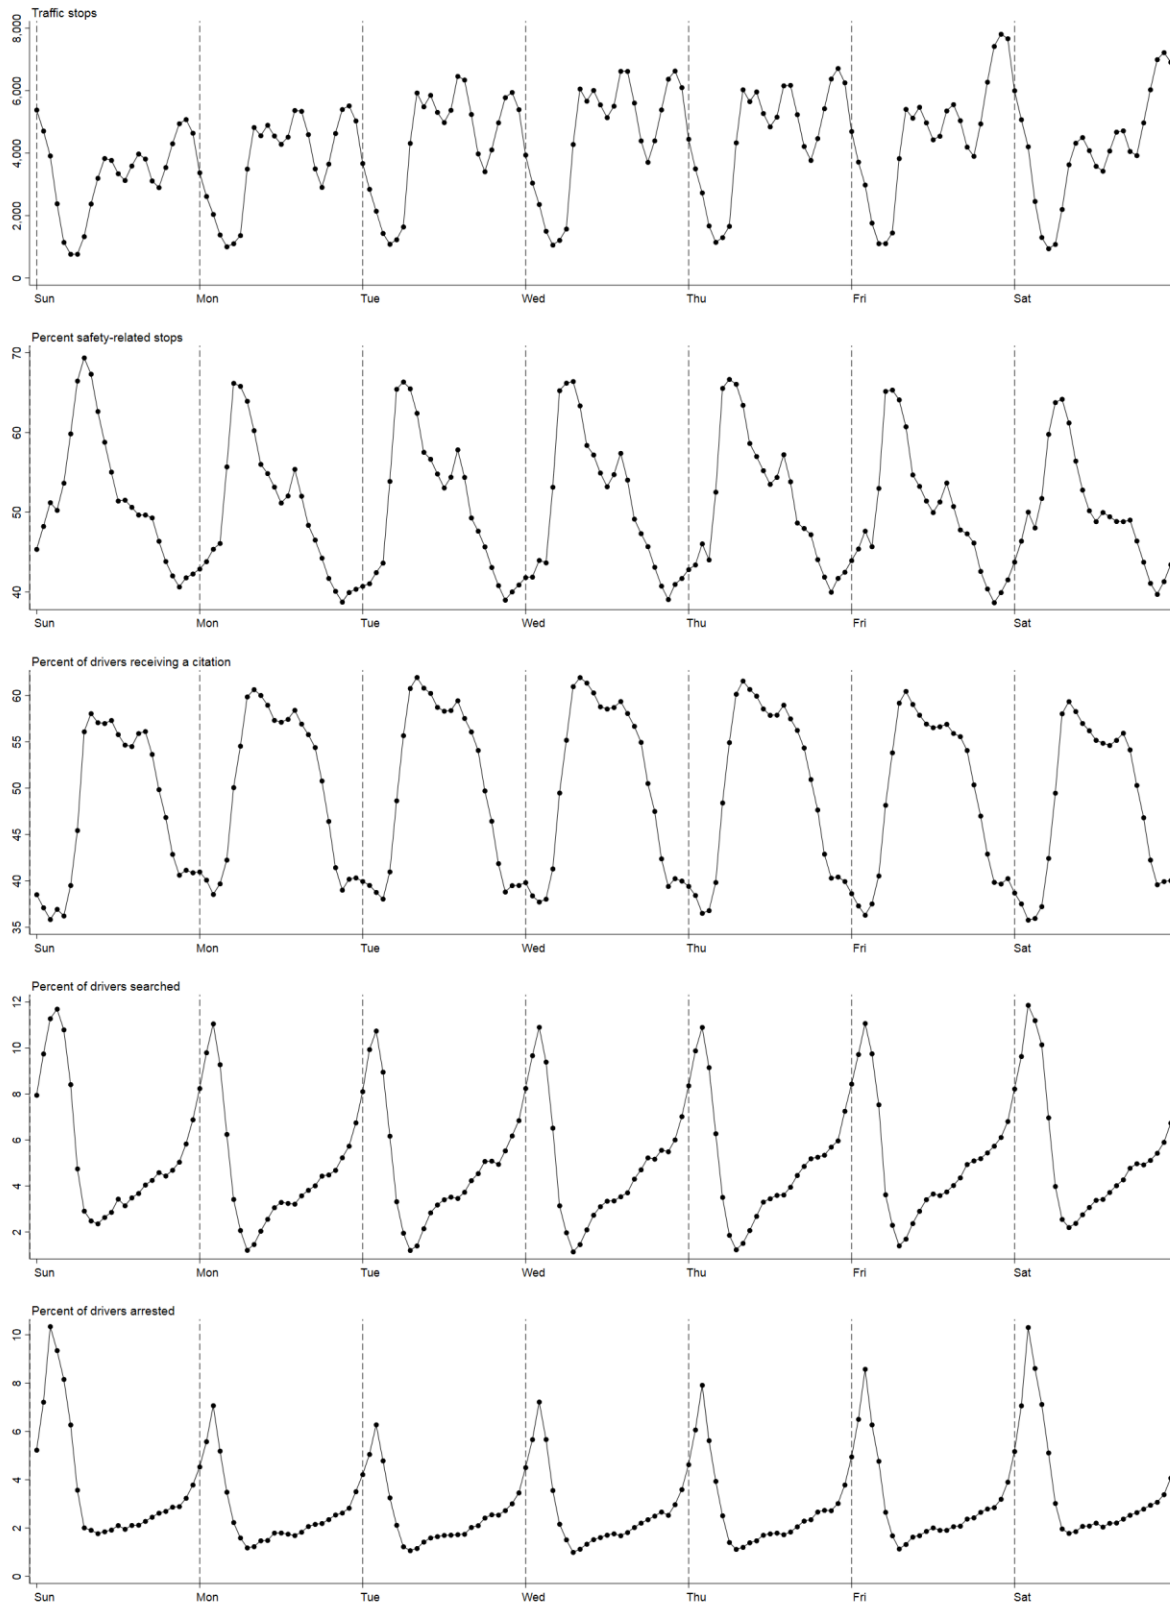 Traffic stops
8,000
6,000
4,000
2,000
0
Sun Mon Tue Wed Thu Fri Sat
Percent safety-related stops
70
60
50
40
Sun Mon Tue Wed Thu Fri Sat
Percent of drivers receiving a citation
60
55
50
45
40
35
Sun Mon Tue Wed Thu Fri Sat
Percent of drivers searched
12
10
8
6
4
2
Sun Mon Tue Wed Thu Fri Sat
Percent of drivers arrested
10
8
6
4
2
0
Sun Mon Tue Wed Thu Fri Sat